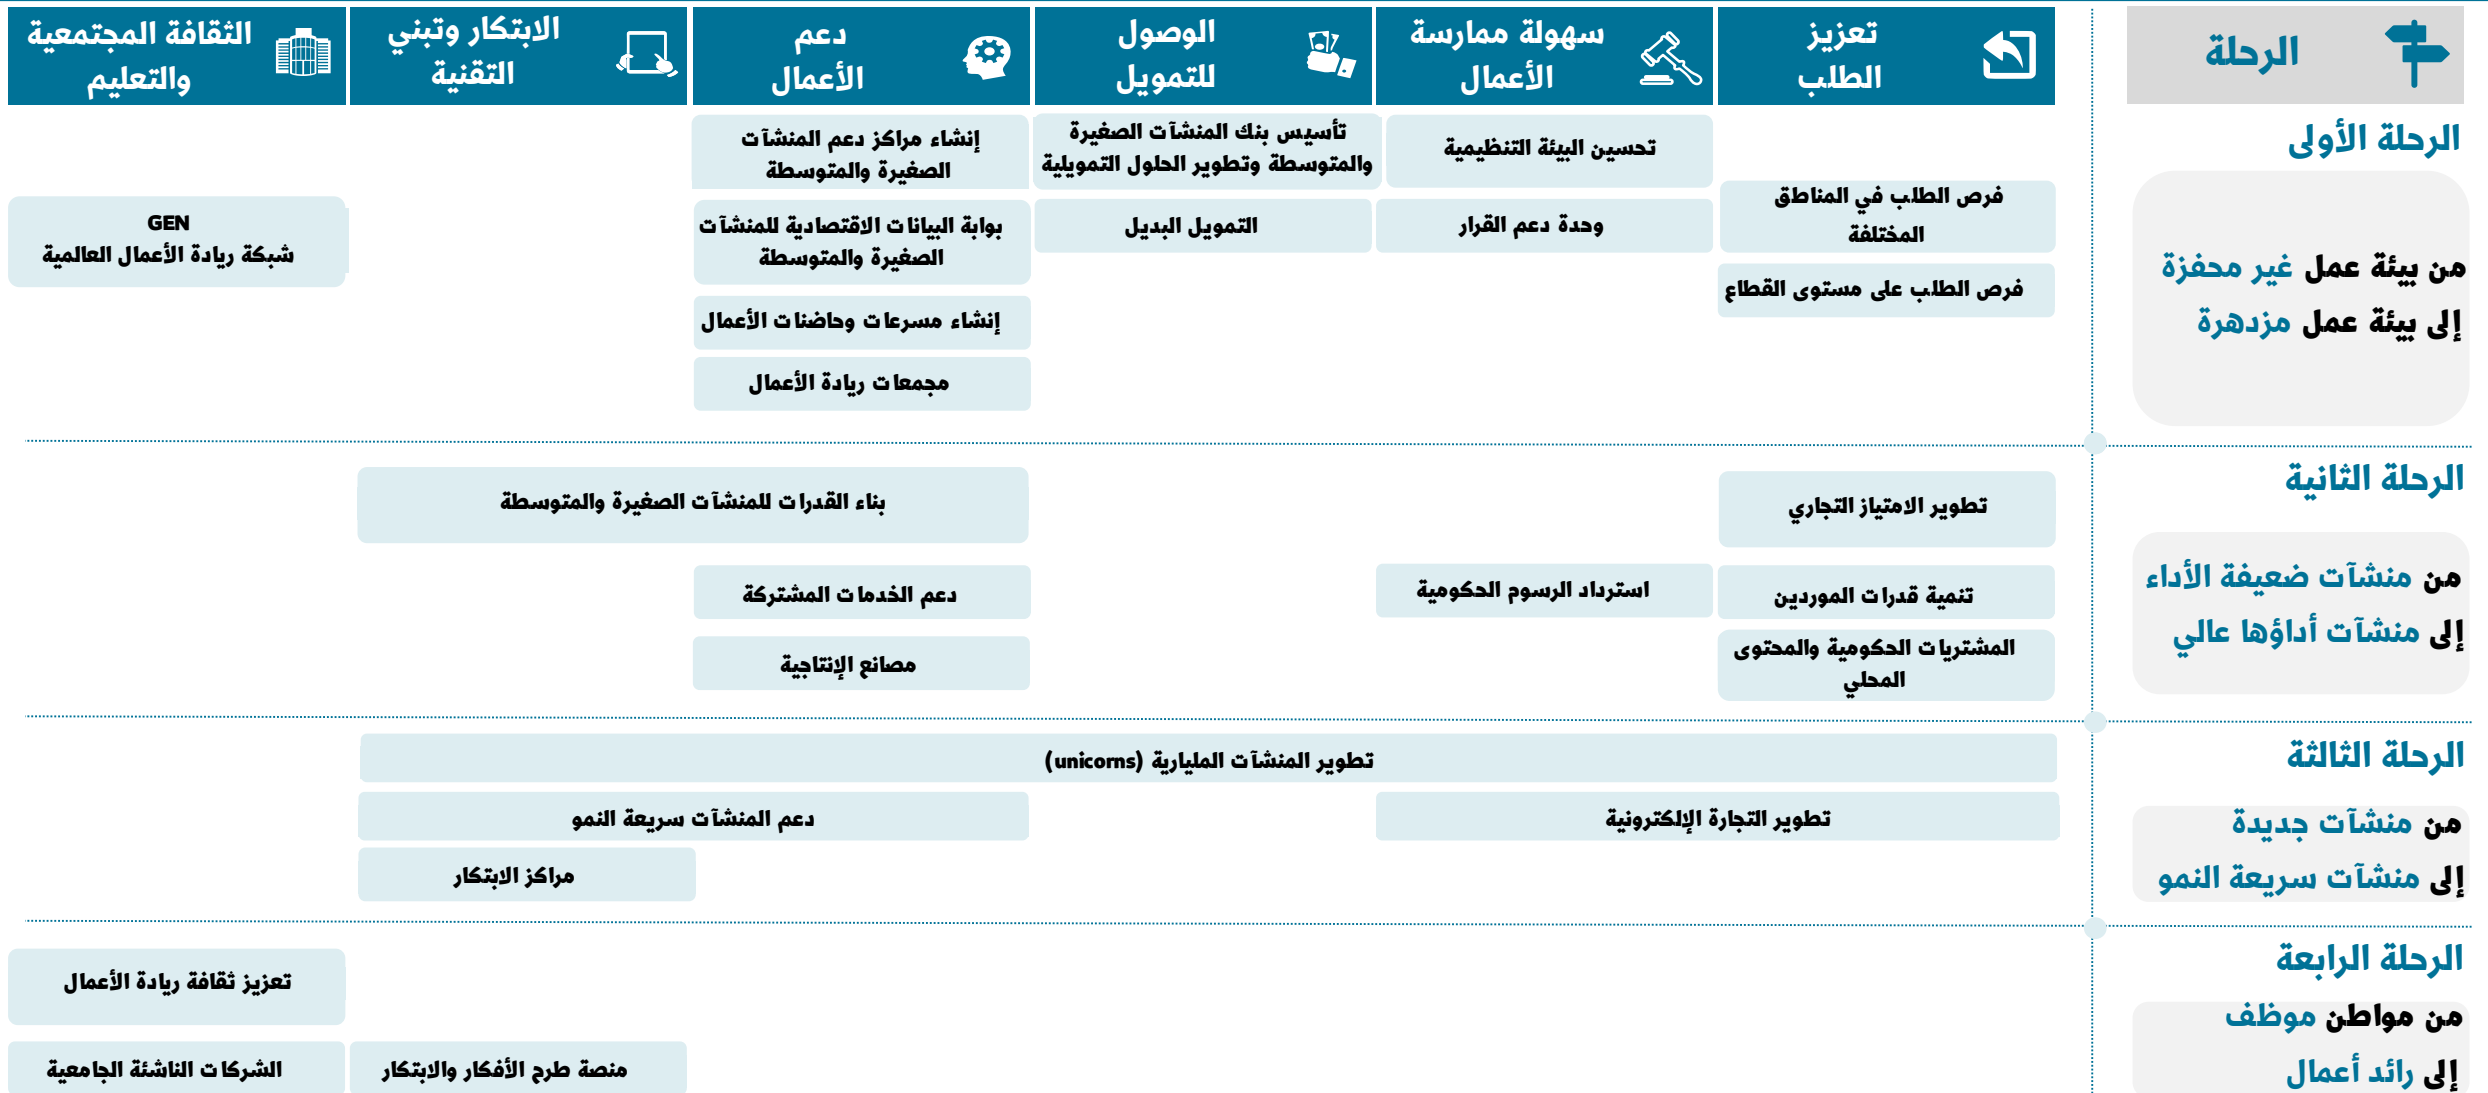 الرحلة
تعزيز
الطلب
سهولة ممارسة
الأعمال
الوصول
للتمويل
دعم
الأعمال
الابتكار وتبني
التقنية
الثقافة المجتمعية
والتعليم
الرحلة الأولى
من بيئة عمل غير محفزة
إلى بيئة عمل مزدهرة
فرص الطلب في المناطق
المختلفة
فرص الطلب على مستوى القطاع
تحسين البيئة التنظيمية
وحدة دعم القرار
تأسيس بنك المنشآت الصغيرة
والمتوسطة وتطوير الحلول التمويلية
التمويل البديل
إنشاء مراكز دعم المنشآت
الصغيرة والمتوسطة
بوابة البيانات الاقتصادية للمنشآت
الصغيرة والمتوسطة
إنشاء مسرعات وحاضنات الأعمال
مجمعات ريادة الأعمال
GEN
شبكة ريادة الأعمال العالمية
الرحلة الثانية
من منشآت ضعيفة الأداء
إلى منشآت أداؤها عالي
تطوير الامتياز التجاري
تنمية قدرات الموردين
المشتريات الحكومية والمحتوى
المحلي
استرداد الرسوم الحكومية
بناء القدرات للمنشآت الصغيرة والمتوسطة
دعم الخدمات المشتركة
مصانع الإنتاجية
الرحلة الثالثة
من منشآت جديدة
إلى منشآت سريعة النمو
تطوير المنشآت المليارية (unicorns)
تطوير التجارة الإلكترونية
دعم المنشآت سريعة النمو
مراكز الابتكار
الرحلة الرابعة
من مواطن موظف
إلى رائد أعمال
تعزيز ثقافة ريادة الأعمال
منصة طرح الأفكار والابتكار
الشركات الناشئة الجامعية